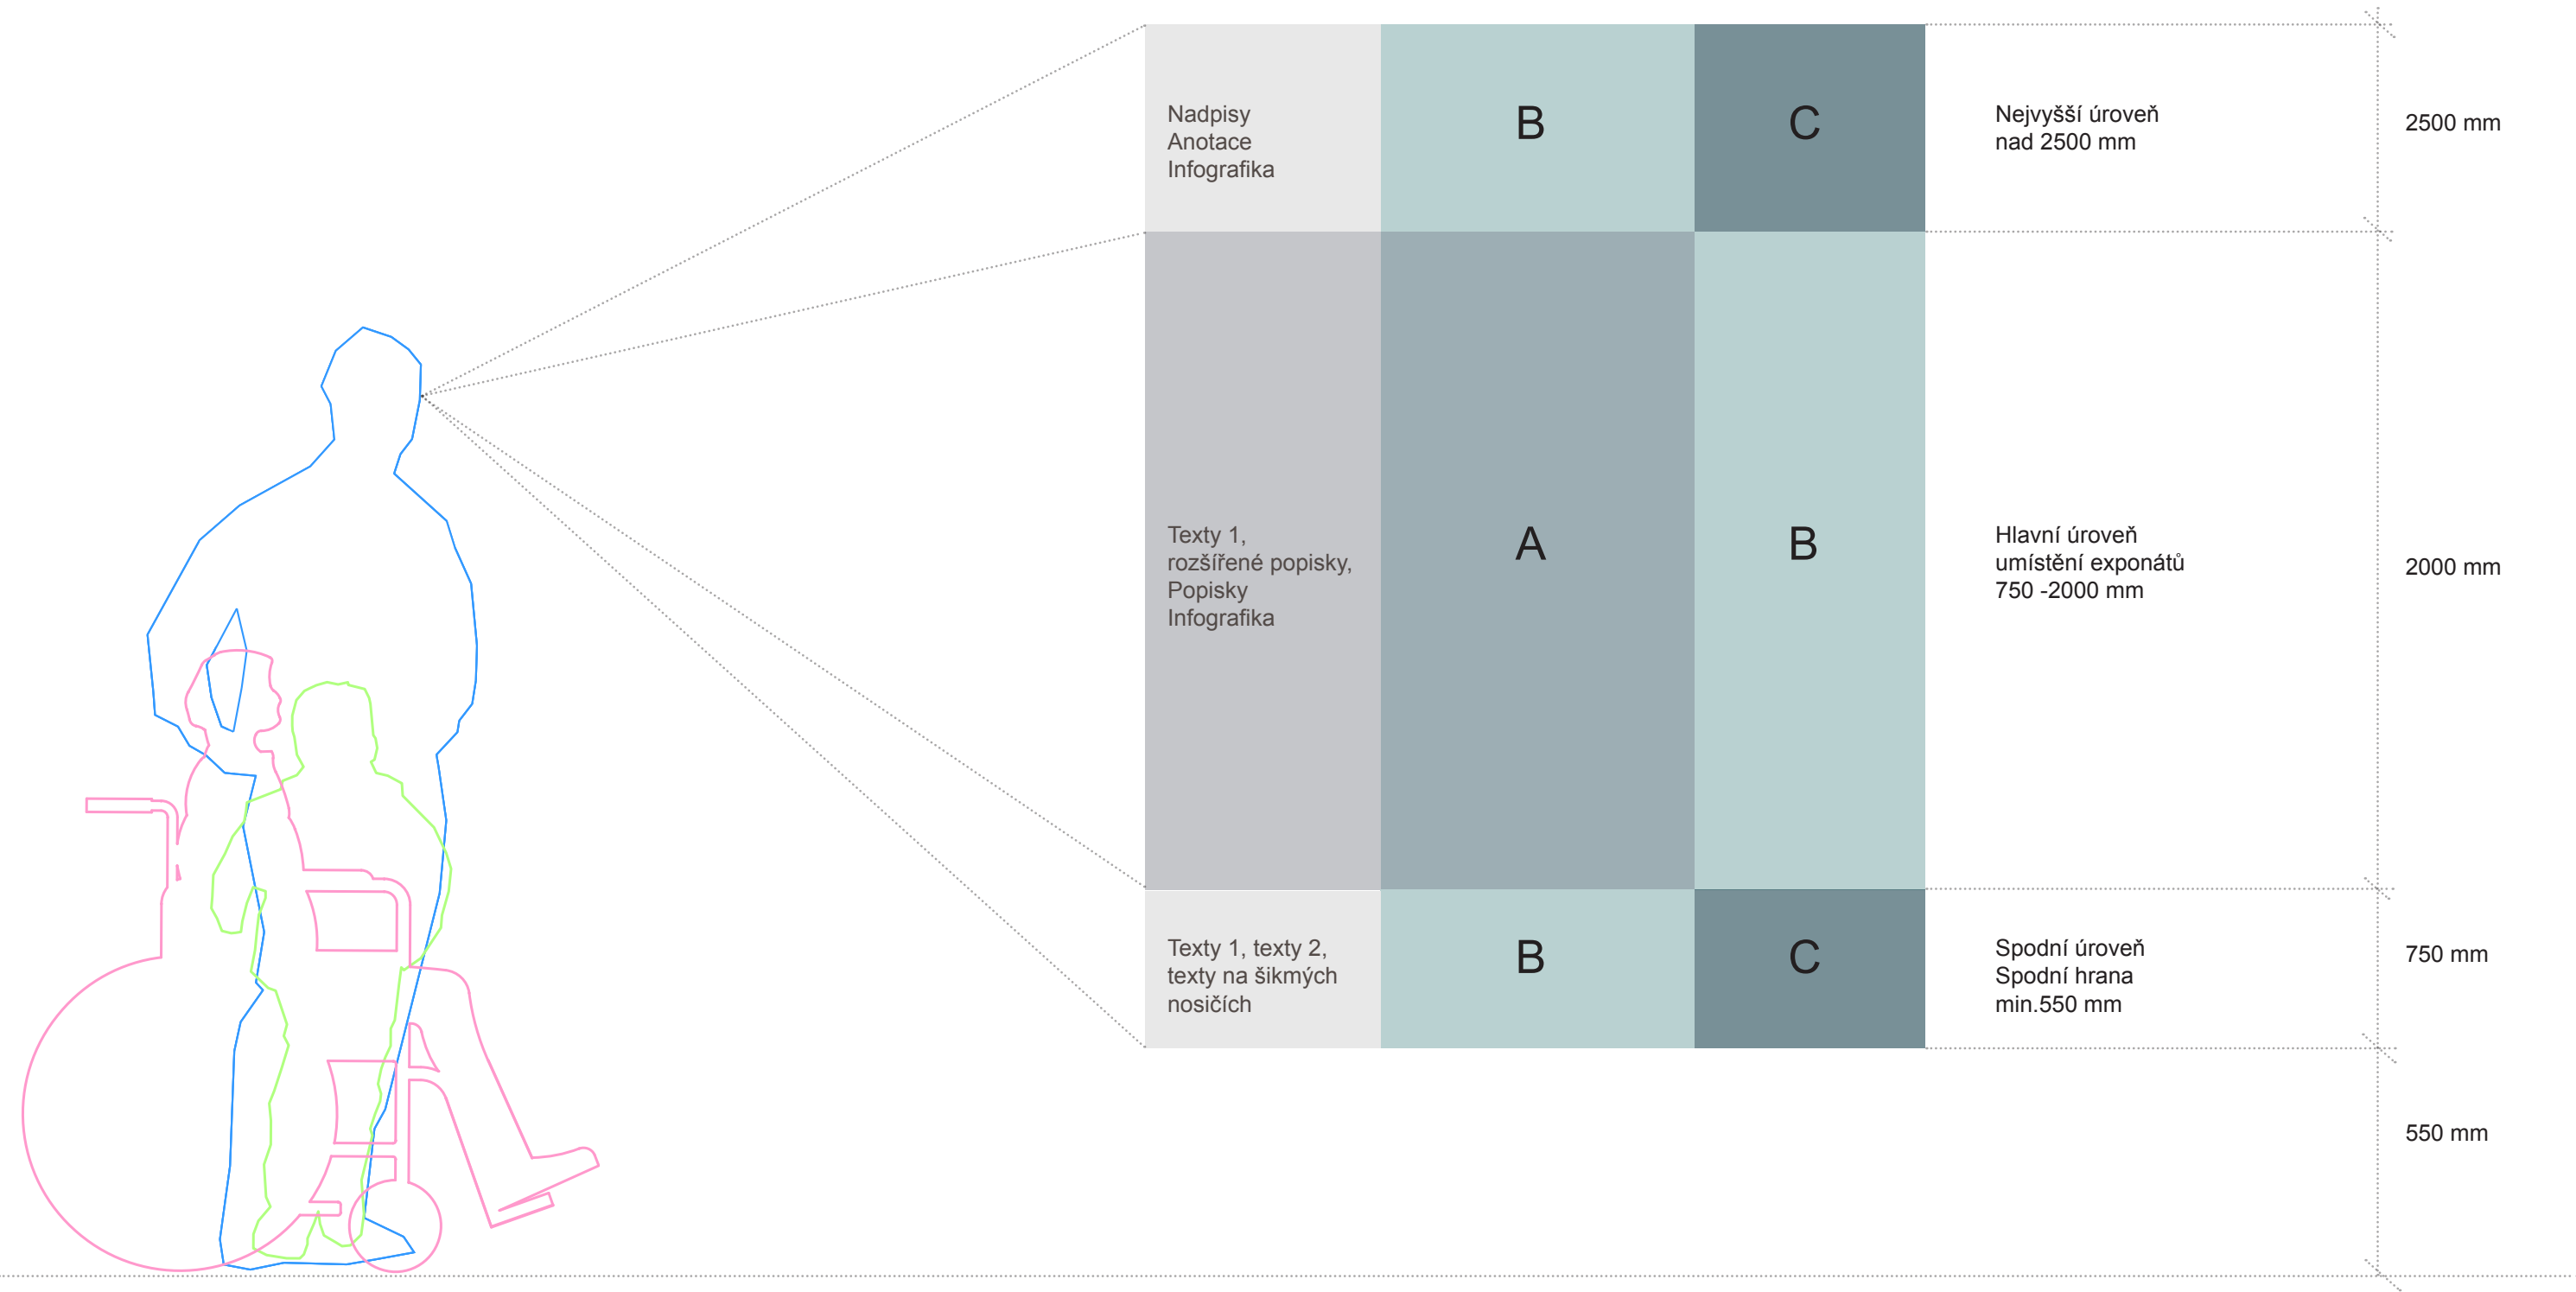 Nadpisy
Anotace
Infografika
B
C
Nejvyšší úroveň
nad 2500 mm
2500 mm
Texty 1,
rozšířené popisky,
Popisky
Infografika
A
B
Hlavní úroveň
umístění exponátů
750 -2000 mm
2000 mm
Texty 1, texty 2,
texty na šikmých
nosičích
B
C
Spodní úroveň
Spodní hrana
min.550 mm
750 mm
550 mm